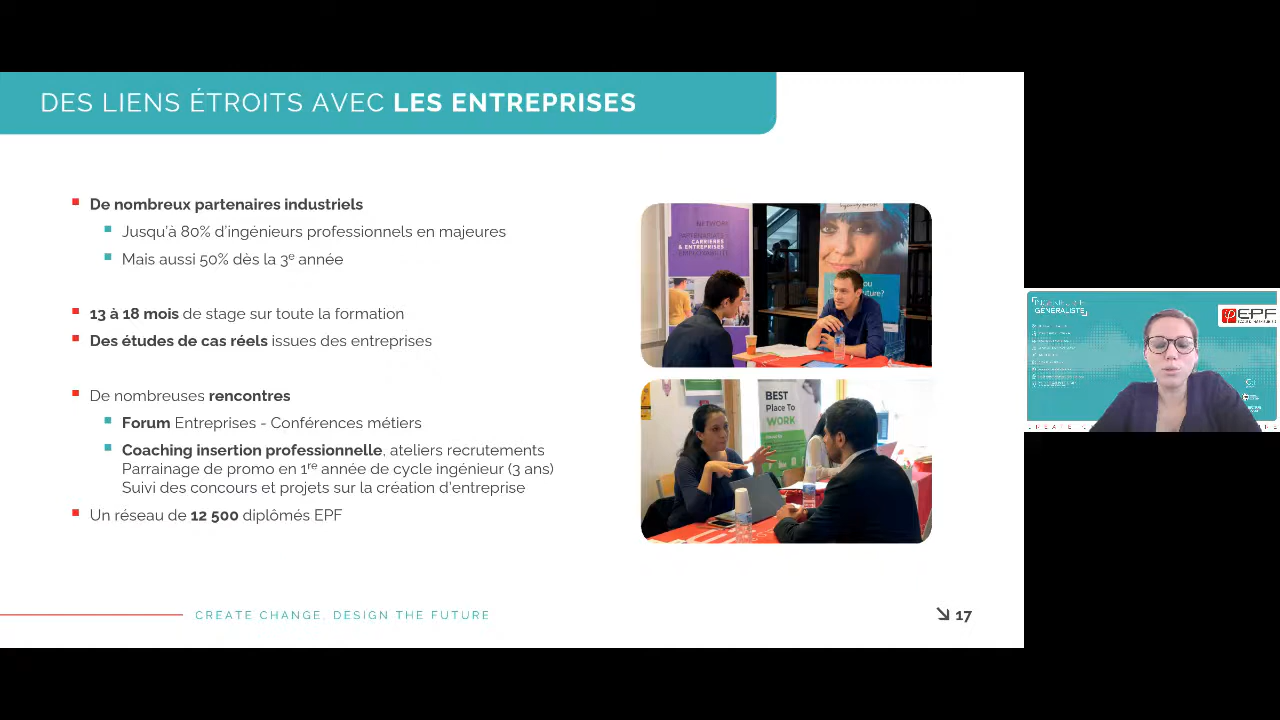 DES LIENS ÉTROITS AVEC LES ENTREPRISES
De nombreux partenaires industriels
Jusqu'à 80% d'ingénieurs professionnels en majeures
Mais aussi 50% dès la 3e année
13 à 18 mois de stage sur toute la formation
Des études de cas réels issues des entreprises
De nombreuses rencontres
Forum Entreprises - Conférences métiers
Coaching insertion professionnelle, ateliers recrutements
Parrainage de promo en 1re année de cycle ingénieur (3 ans)
Suivi des concours et projets sur la création d'entreprise
Un réseau de 12 500 diplômés EPF
CARRIÈRES
& ENTREPRISES
BEST
Place To
WORK
CREATE CHANGE, DESIGN THE FUTURE
17
GÉNÉRALISTE
EPF